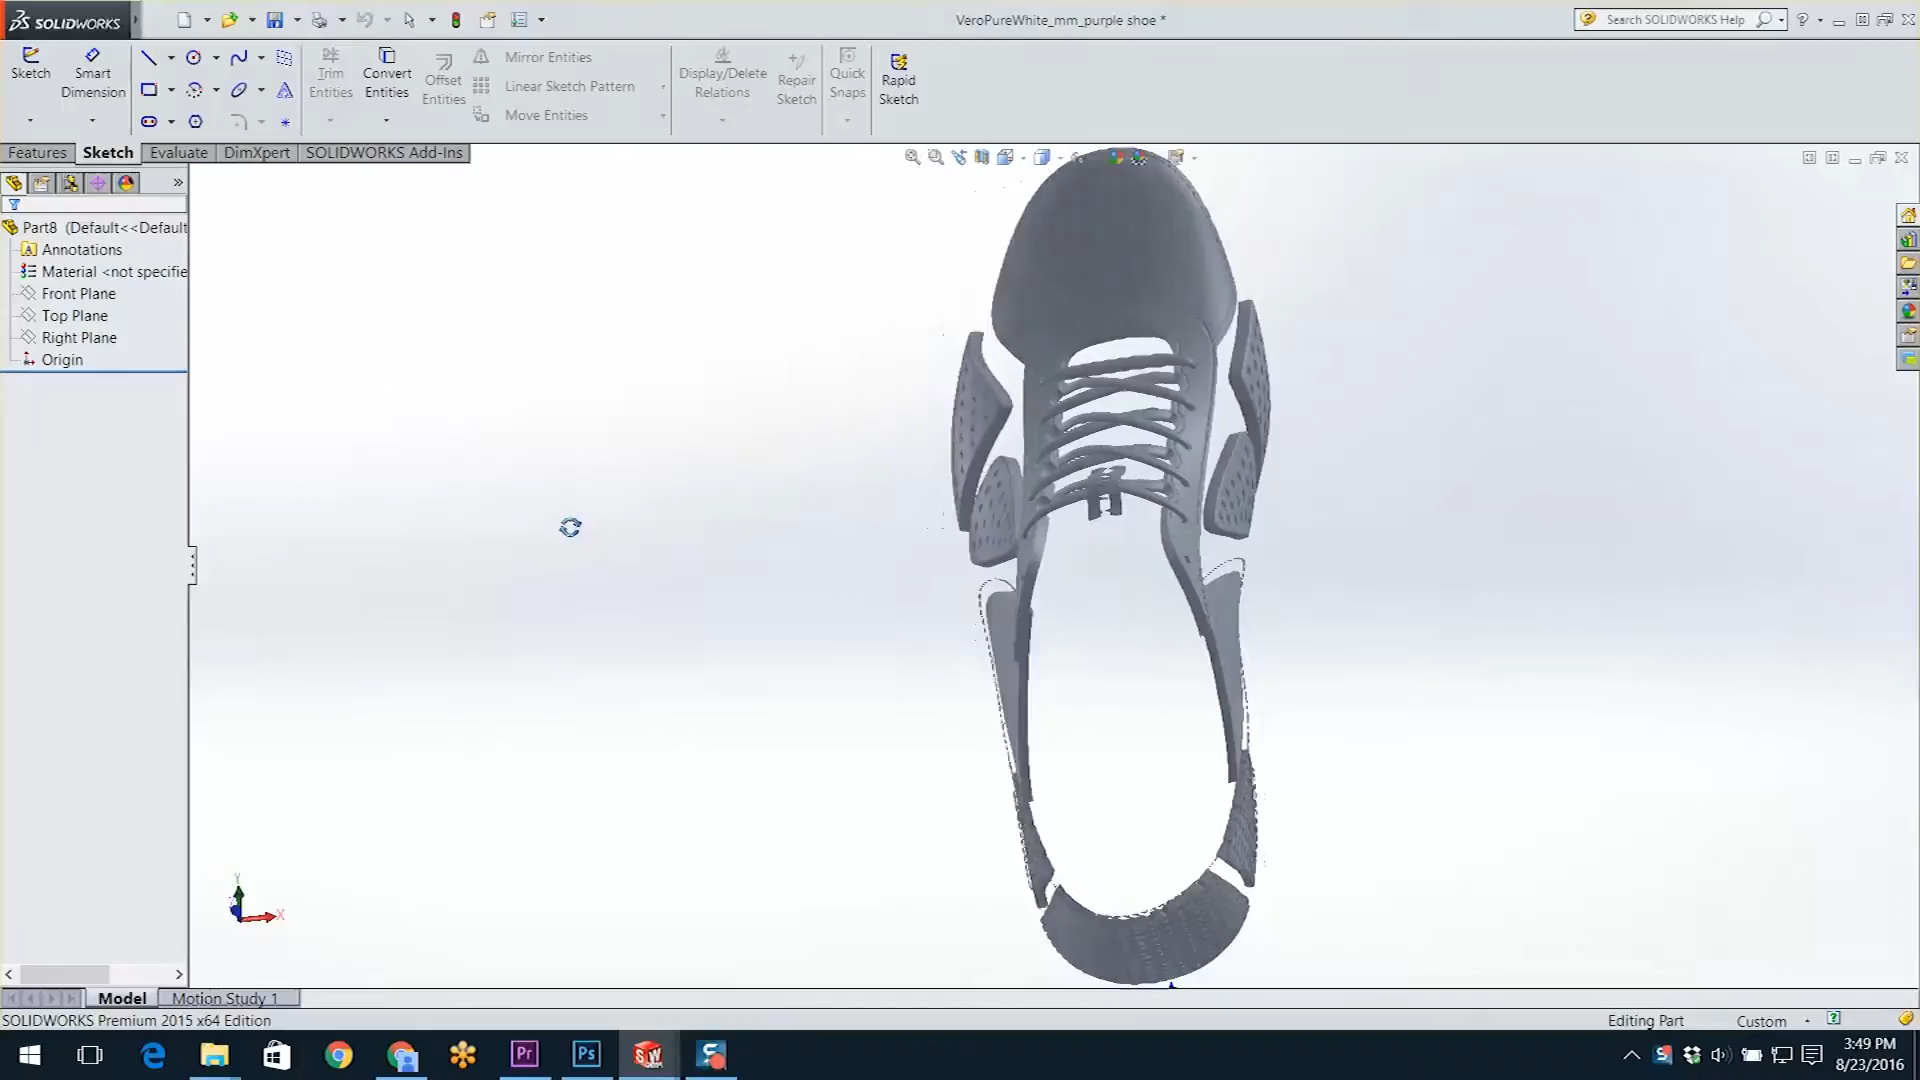 SOLIDWORKS
VeroPureWhite_mm_purple shoe *
Search SOLIDWORKS Help
?
Sketch
Smart Dimension
Trim Entities
Convert Entities
Offset Entities
Mirror Entities
Linear Sketch Pattern
Move Entities
Display/Delete Relations
Repair Sketch
Quick Snaps
Rapid Sketch
Features
Sketch
Evaluate
DimXpert
SOLIDWORKS Add-Ins
Part8 (Default<<Default
Annotations
Material <not specifie
Front Plane
Top Plane
Right Plane
Origin
Y
X
Model
Motion Study 1
SOLIDWORKS Premium 2015 x64 Edition
Editing Part
Custom
?
Pr
Ps
SW
S
3:49 PM
8/23/2016